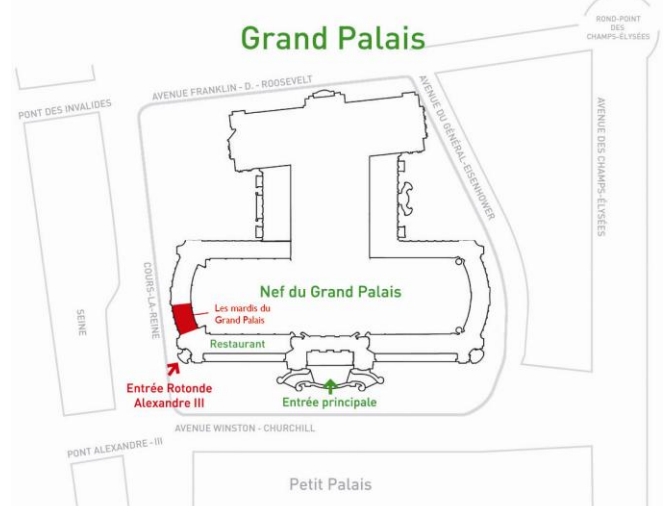 Grand Palais
ROND-POINT
DES
CHAMPS-ÉLYSÉES
AVENUE FRANKLIN - D. - ROOSEVELT
PONT DES INVALIDES
AVENUE DU GÉNÉRAL-EISENHOWER
AVENUE DES CHAMPS-ÉLYSÉES
COURS-LA-REINE
SEINE
Nef du Grand Palais
Les mardis du
Grand Palais
Restaurant
Entrée Rotonde
Alexandre III
Entrée principale
AVENUE WINSTON - CHURCHILL
PONT ALEXANDRE - III
Petit Palais